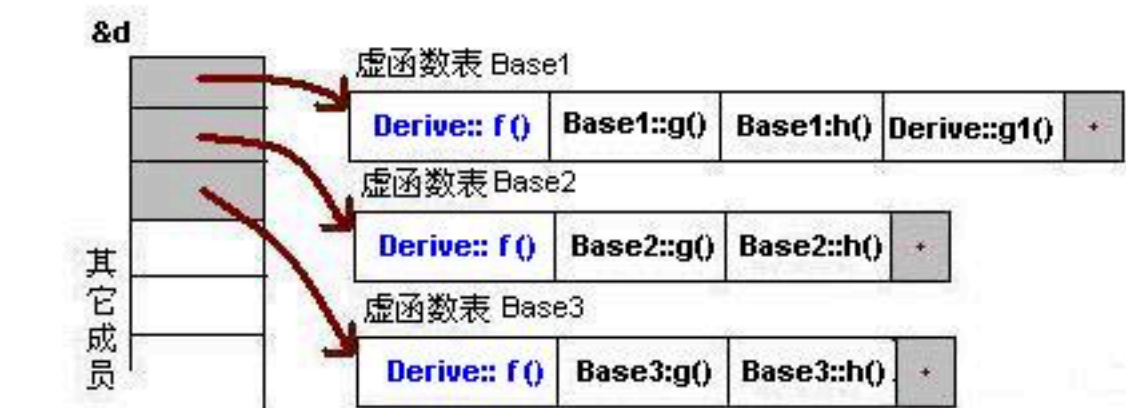 &d
虚函数表 Base1
Derive:: f() Base1::g() Base1:h() Derive::g1()
虚函数表 Base2
Derive:: f() Base2::g() Base2::h()
虚函数表 Base3
Derive:: f() Base3:g() Base3::h()
其它成员